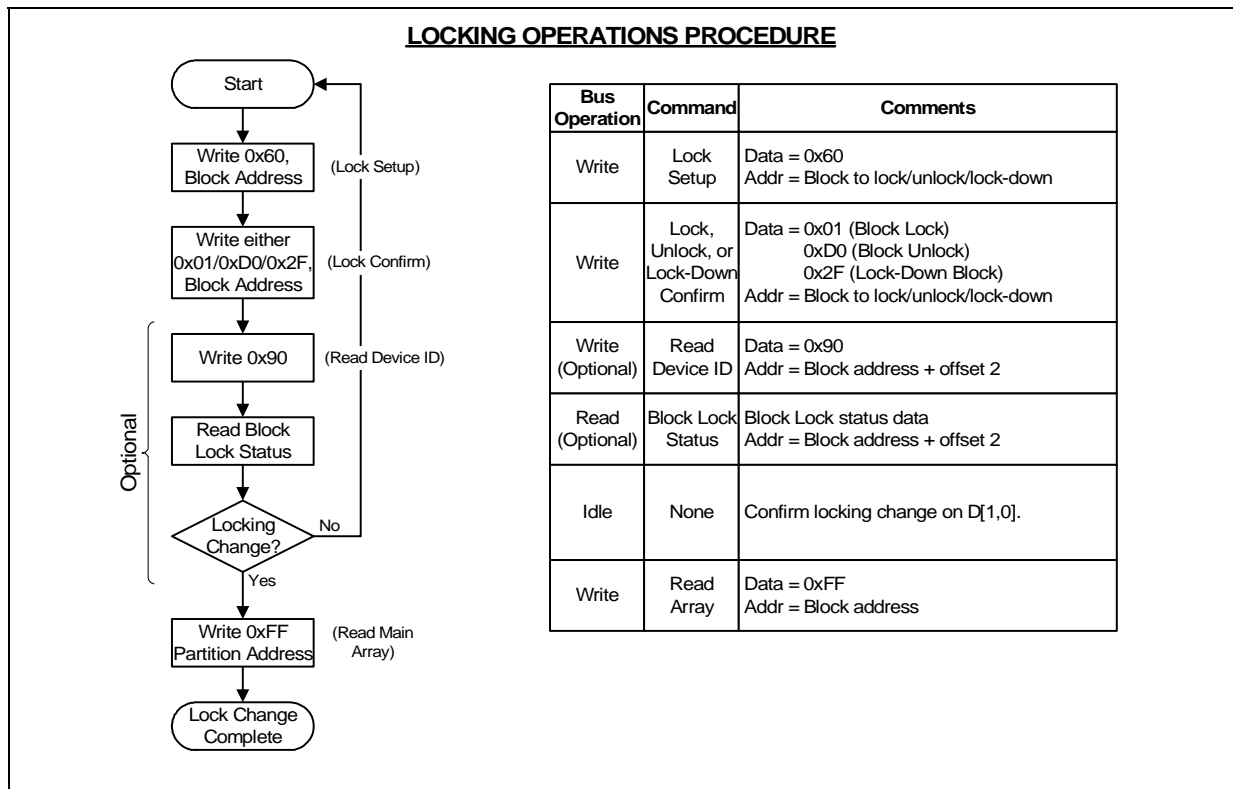 LOCKING OPERATIONS PROCEDURE
Start
Write 0x60,
Block Address
(Lock Setup)
Write either
0x01/0xD0/0x2F,
Block Address
(Lock Confirm)
Optional
Write 0x90
(Read Device ID)
Read Block
Lock Status
Locking
Change?
No
Yes
Write 0xFF
Partition Address
(Read Main
Array)
Lock Change
Complete
Bus
Operation
Command
Comments
Write
Lock
Setup
Data = 0x60
Addr = Block to lock/unlock/lock-down
Write
Lock,
Unlock, or
Lock-Down
Confirm
Data = 0x01 (Block Lock)
0xD0 (Block Unlock)
0x2F (Lock-Down Block)
Addr = Block to lock/unlock/lock-down
Write
(Optional)
Read
Device ID
Data = 0x90
Addr = Block address + offset 2
Read
(Optional)
Block Lock
Status
Block Lock status data
Addr = Block address + offset 2
Idle
None
Confirm locking change on D[1,0].
Write
Read
Array
Data = 0xFF
Addr = Block address